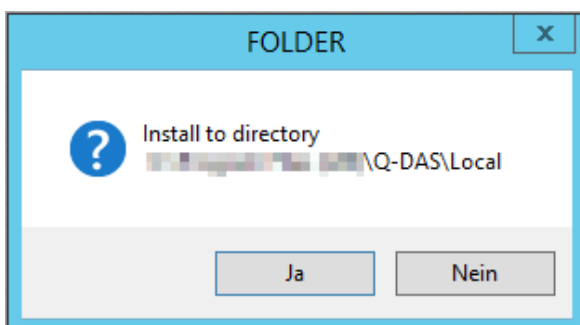 FOLDER
x
?
Install to directory
\Q-DAS\Local
Ja
Nein